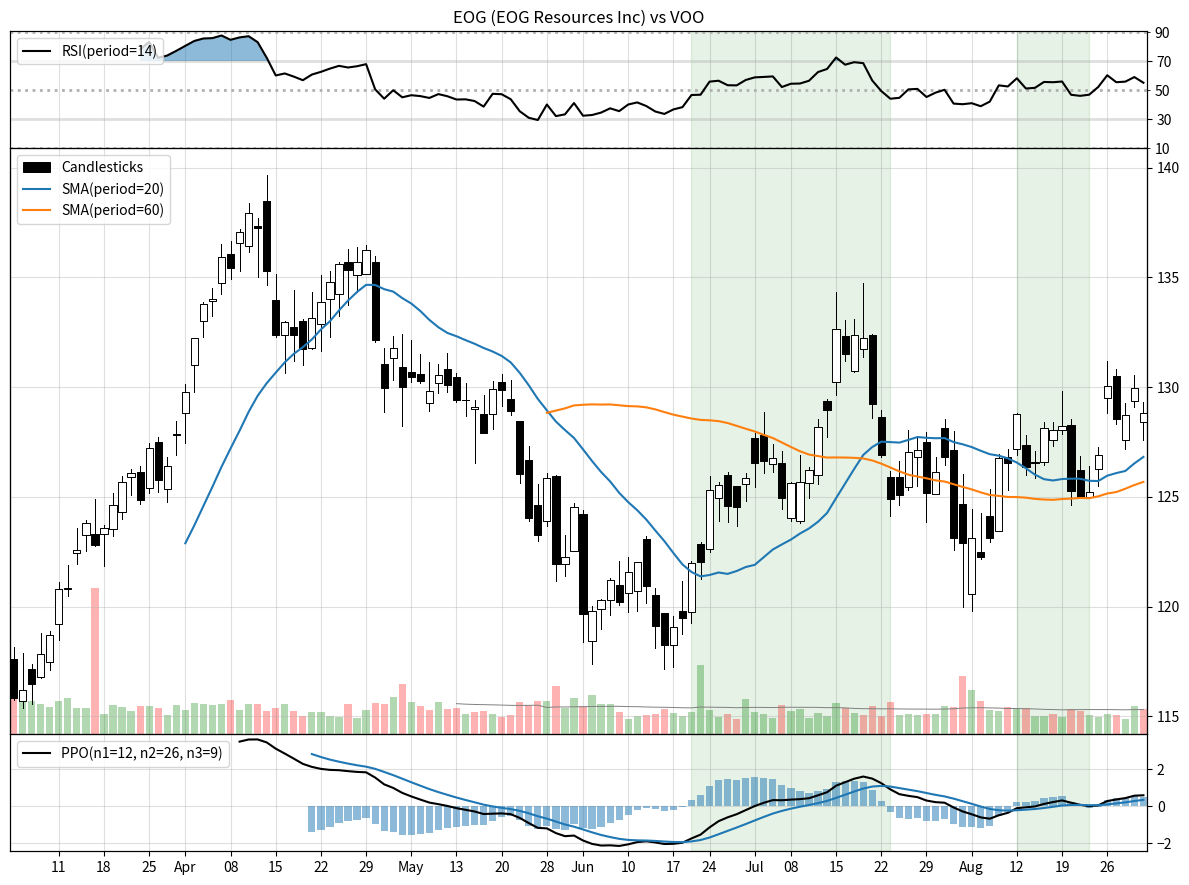 EOG (EOG Resources Inc) vs VOO
RSI(period=14)
90
70
50
30
10
Candlesticks
SMA(period=20)
SMA(period=60)
140
135
130
125
120
115
PPO(n1=12, n2=26, n3=9)
2
0
−2
11 18 25 Apr 08 15 22 29 May 13 20 28 Jun 10 17 24 Jul 08 15 22 29 Aug 12 19 26